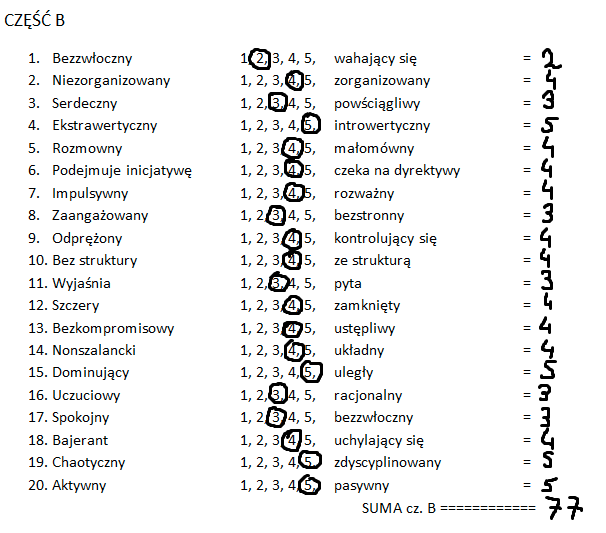 CZĘŚĆ B
1. Bezzwłoczny 1, 2, 3, 4, 5, wahający się = 2
2. Niezorganizowany 1, 2, 3, 4, 5, zorganizowany = 4
3. Serdeczny 1, 2, 3, 4, 5, powściągliwy = 3
4. Ekstrawertyczny 1, 2, 3, 4, 5, introwertyczny = 5
5. Rozmowny 1, 2, 3, 4, 5, małomówny = 4
6. Podejmuje inicjatywę 1, 2, 3, 4, 5, czeka na dyrektywy = 4
7. Impulsywny 1, 2, 3, 4, 5, rozważny = 4
8. Zaangażowany 1, 2, 3, 4, 5, bezstronny = 3
9. Odprężony 1, 2, 3, 4, 5, kontrolujący się = 4
10. Bez struktury 1, 2, 3, 4, 5, ze strukturą = 4
11. Wyjaśnia 1, 2, 3, 4, 5, pyta = 3
12. Szczery 1, 2, 3, 4, 5, zamknięty = 4
13. Bezkompromisowy 1, 2, 3, 4, 5, ustępliwy = 4
14. Nonszalancki 1, 2, 3, 4, 5, układny = 4
15. Dominujący 1, 2, 3, 4, 5, uległy = 5
16. Uczuciowy 1, 2, 3, 4, 5, racjonalny = 3
17. Spokojny 1, 2, 3, 4, 5, bezzwłoczny = 3
18. Bajerant 1, 2, 3, 4, 5, uchylający się = 4
19. Chaotyczny 1, 2, 3, 4, 5, zdyscyplinowany = 5
20. Aktywny 1, 2, 3, 4, 5, pasywny = 5
SUMA cz. B ============ 77